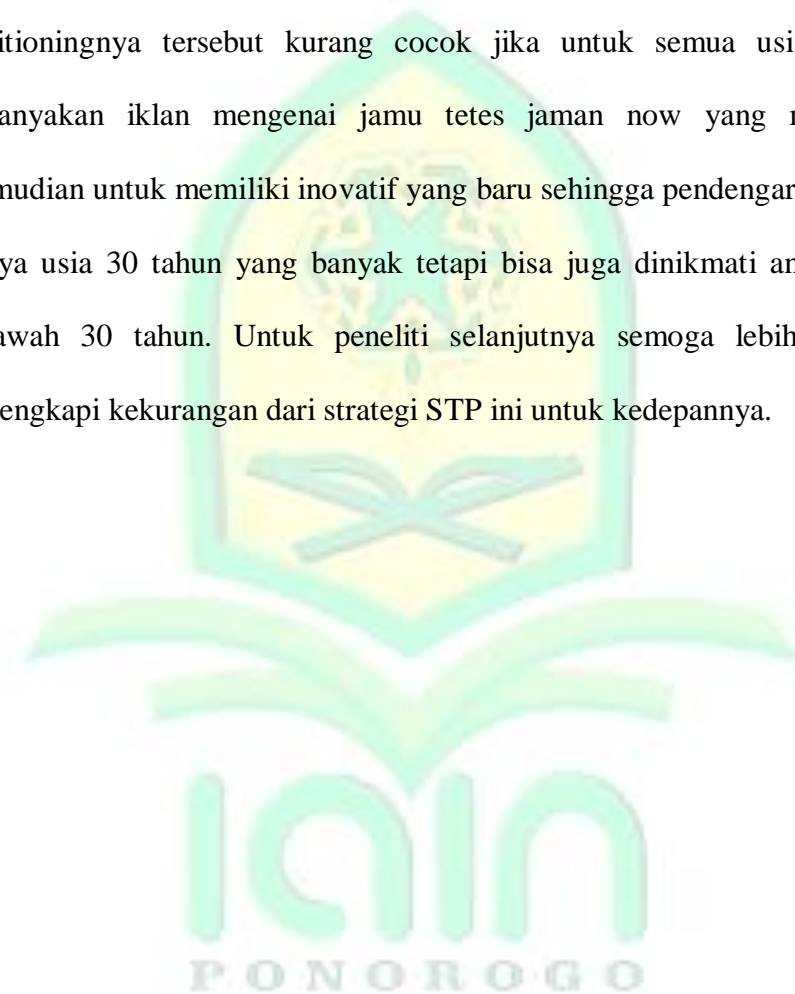 itioningnya tersebut kurang cocok jika untuk semua usi
anyakan iklan mengenai jamu tetes jaman now yang
mudian untuk memiliki inovatif yang baru sehingga pendengar
ya usia 30 tahun yang banyak tetapi bisa juga dinikmati an
awah 30 tahun. Untuk peneliti selanjutnya semoga lebih
engkapi kekurangan dari strategi STP ini untuk kedepannya.
IAIN
PONOROGO